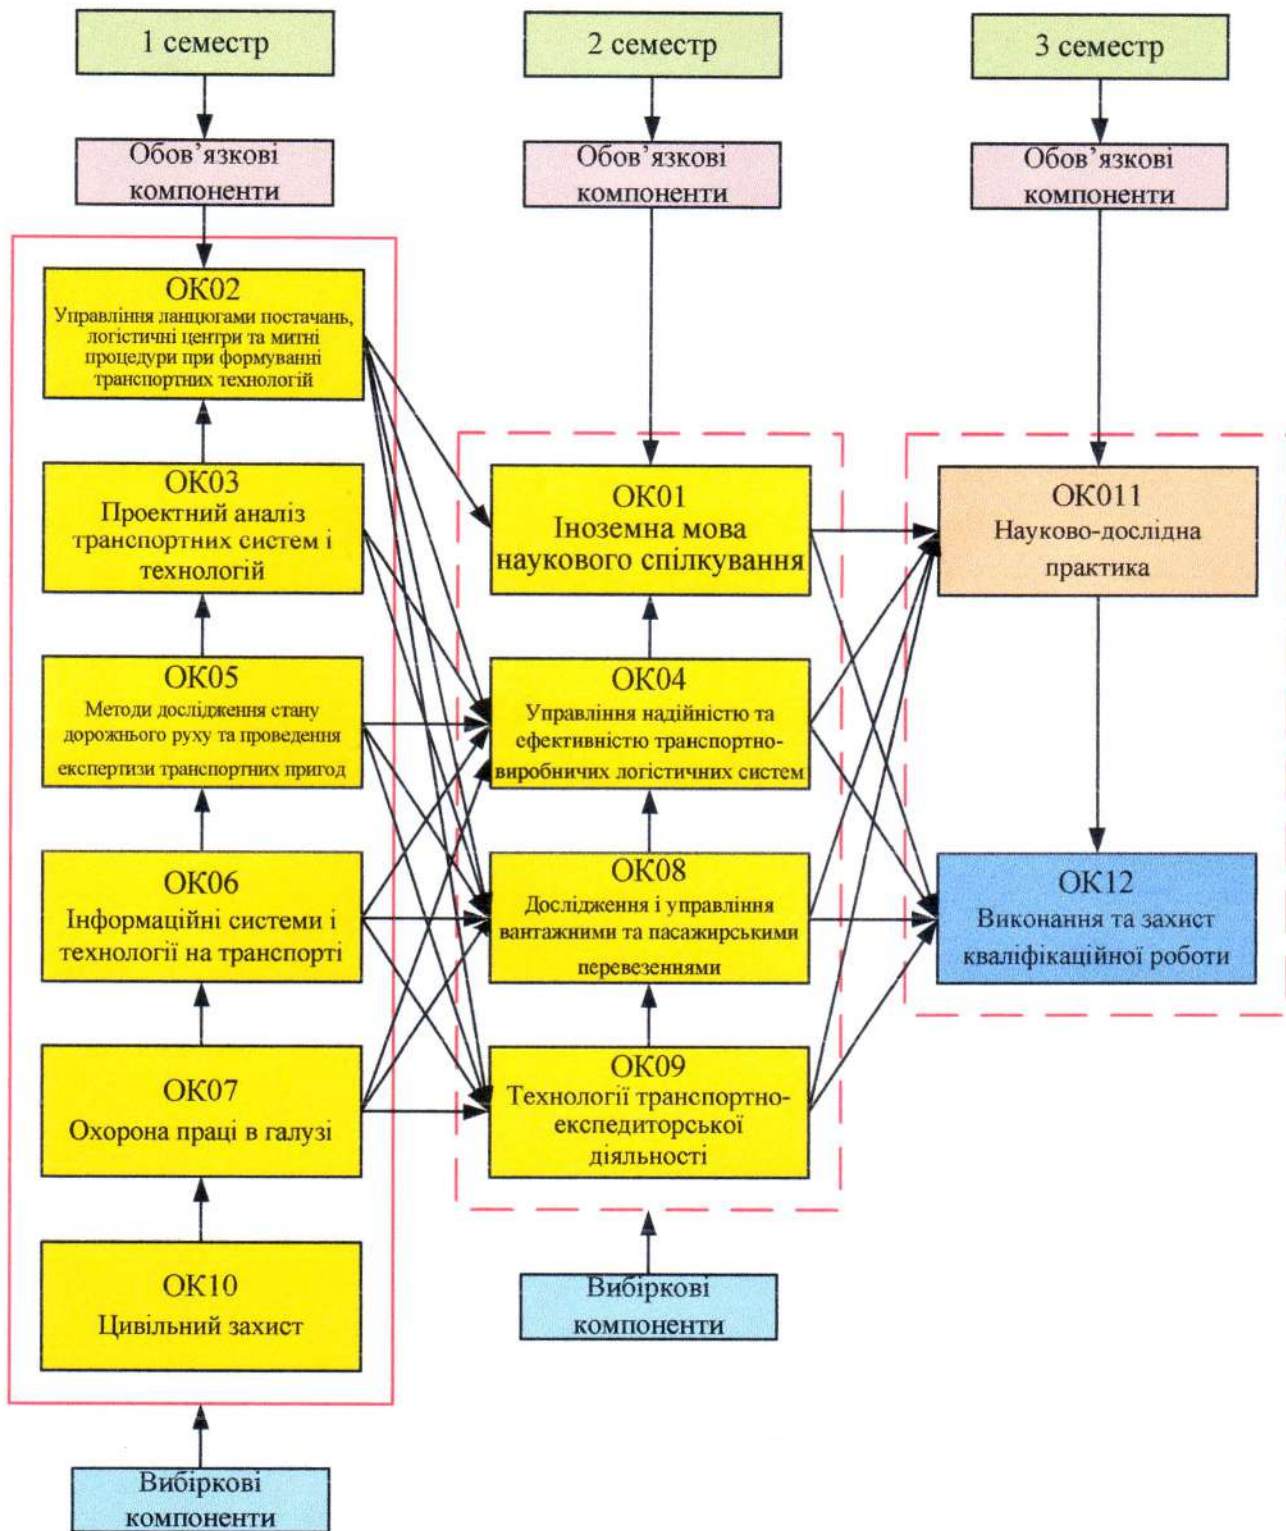 1 семестр
Обов’язкові
компоненти
ОК02
Управління ланцюгами постачань,
логістичні центри та митні
процедури при формуванні
транспортних технологій
ОК03
Проектний аналіз
транспортних систем і
технологій
ОК05
Методи дослідження стану
дорожнього руху та проведення
експертизи транспортних пригод
ОК06
Інформаційні системи і
технології на транспорті
ОК07
Охорона праці в галузі
ОК10
Цивільний захист
Вибіркові
компоненти
2 семестр
Обов’язкові
компоненти
ОК01
Іноземна мова
наукового спілкування
ОК04
Управління надійністю та
ефективністю транспортно-
виробничих логістичних систем
ОК08
Дослідження і управління
вантажними та пасажирськими
перевезеннями
ОК09
Технології транспортно-
експедиторської
діяльності
Вибіркові
компоненти
3 семестр
Обов’язкові
компоненти
ОК011
Науково-дослідна
практика
ОК12
Виконання та захист
кваліфікаційної роботи